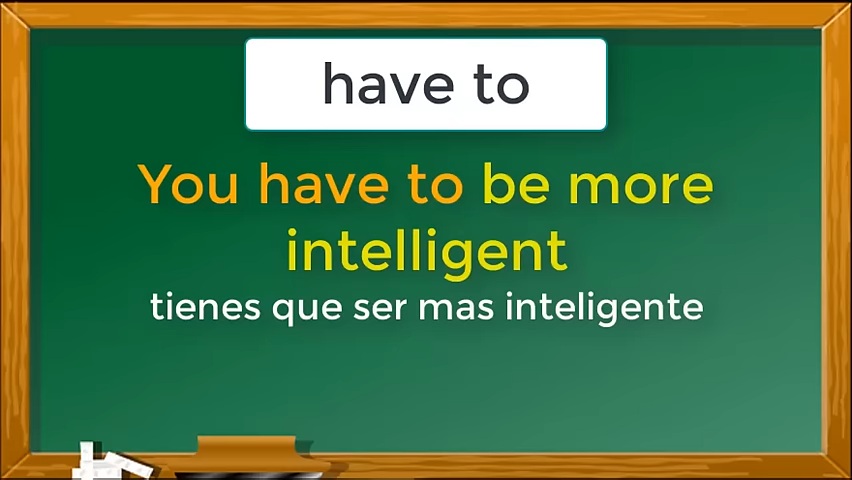 have to
You have to be more
intelligent
tienes que ser mas inteligente